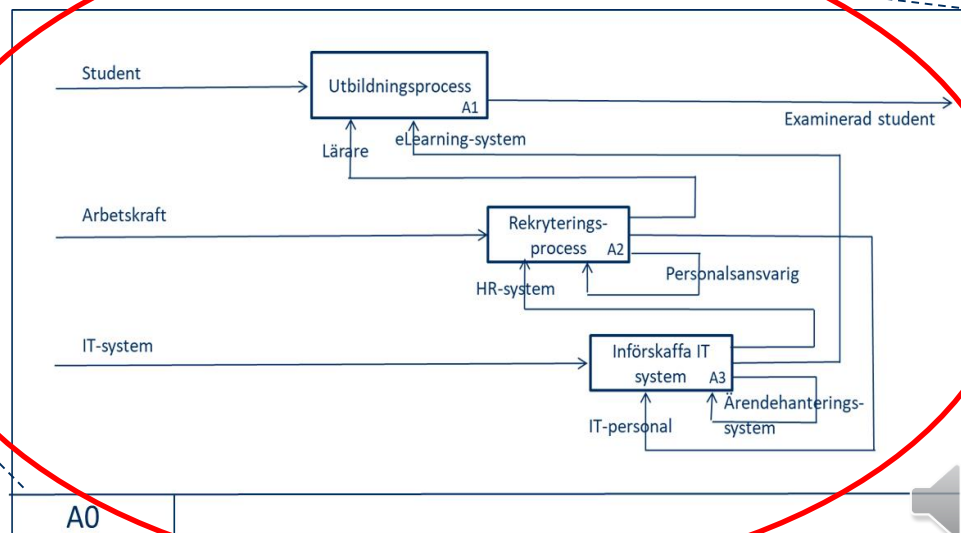 Student
Utbildningsprocess
A1
Examinerad student
Lärare
eLearning-system
Arbetskraft
Rekryterings-
process A2
Personalsansvarig
HR-system
IT-system
Införskaffa IT
system A3
Ärendehanterings-
system
IT-personal
A0